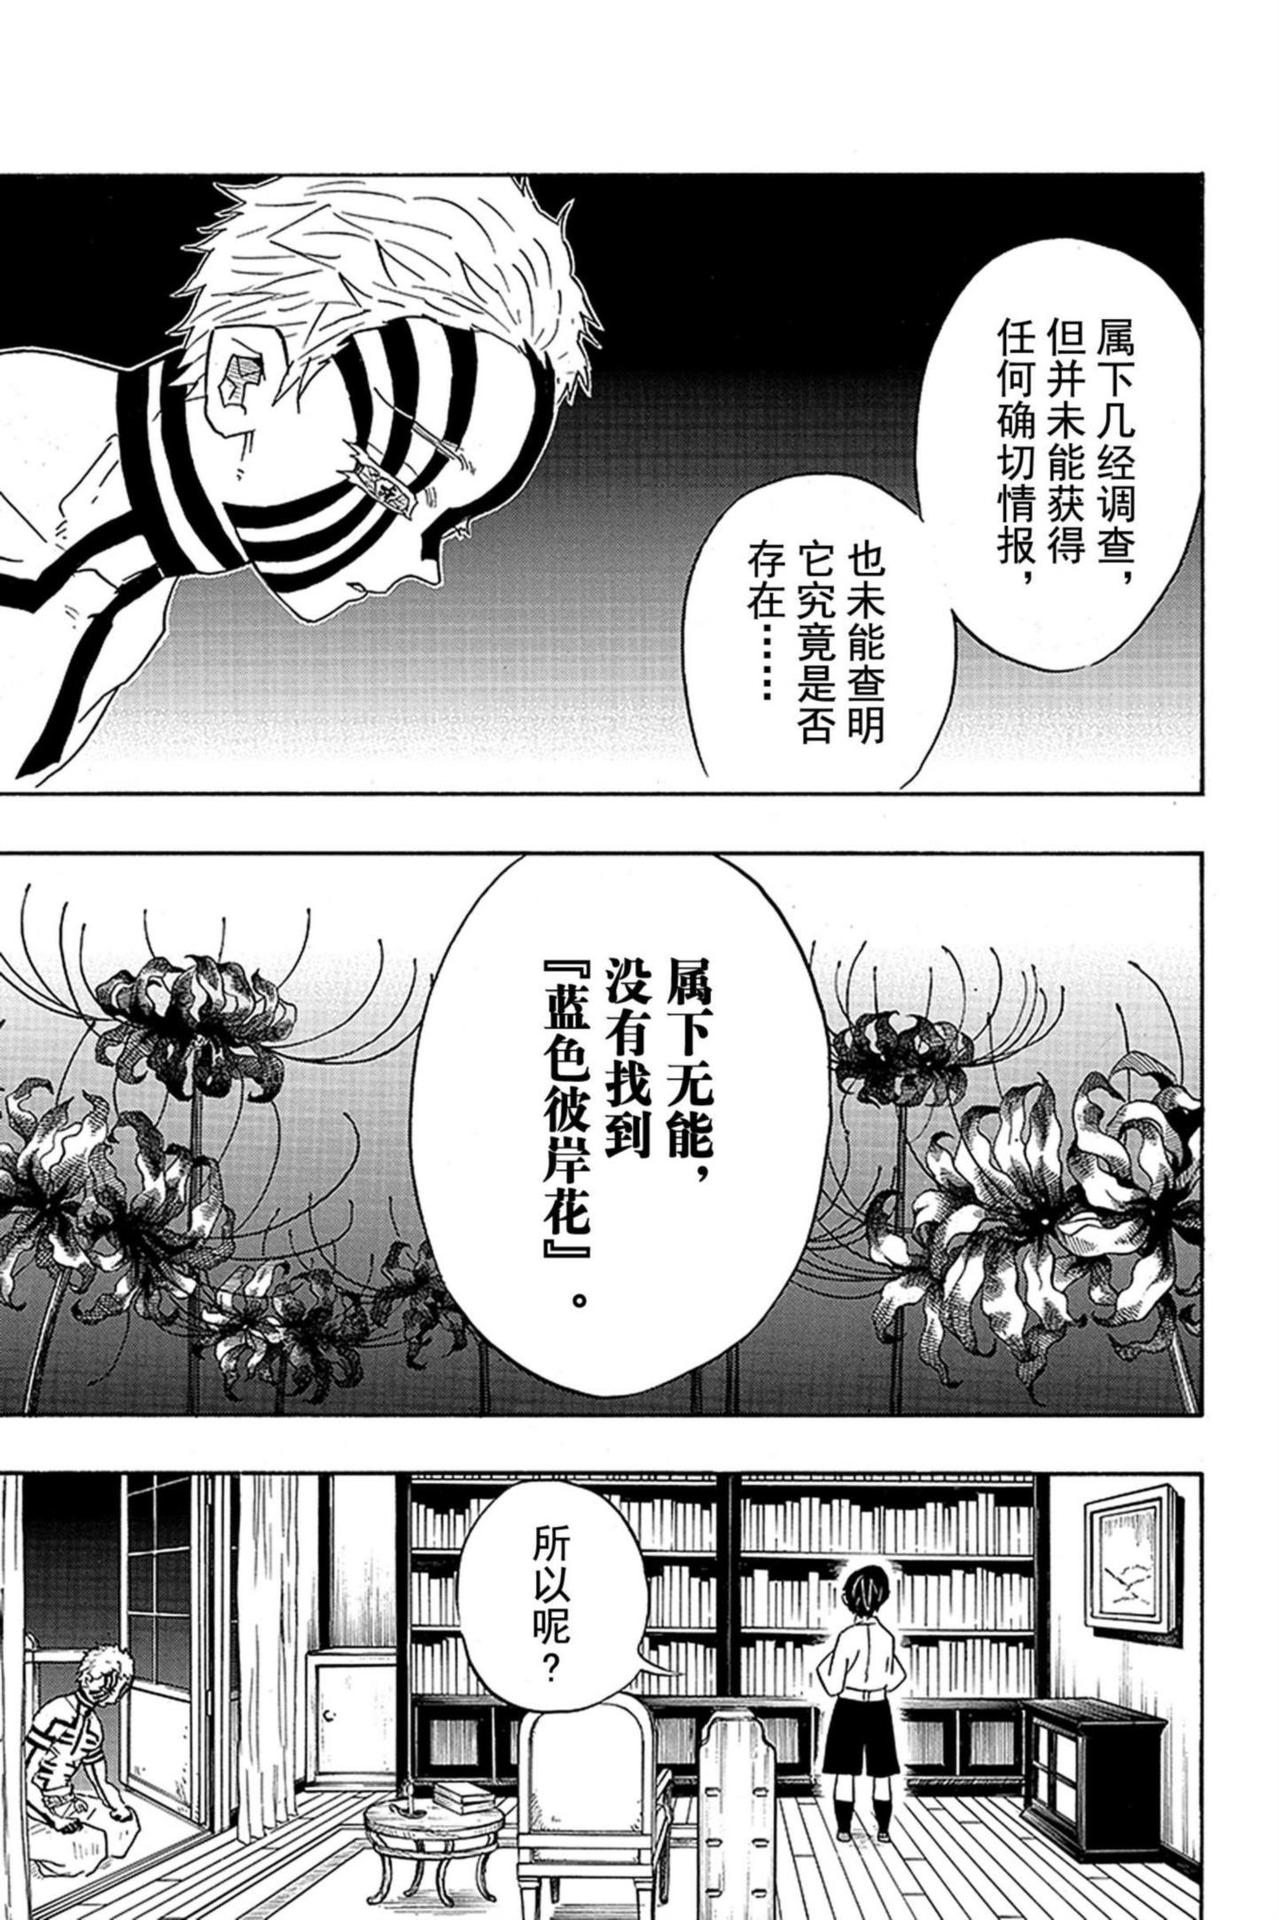 属下几经调查，
但并未能获得
任何确切情报，
也未能查明
它究竟是否
存在……
属下无能，
没有找到
『蓝色彼岸花』。
所以呢？